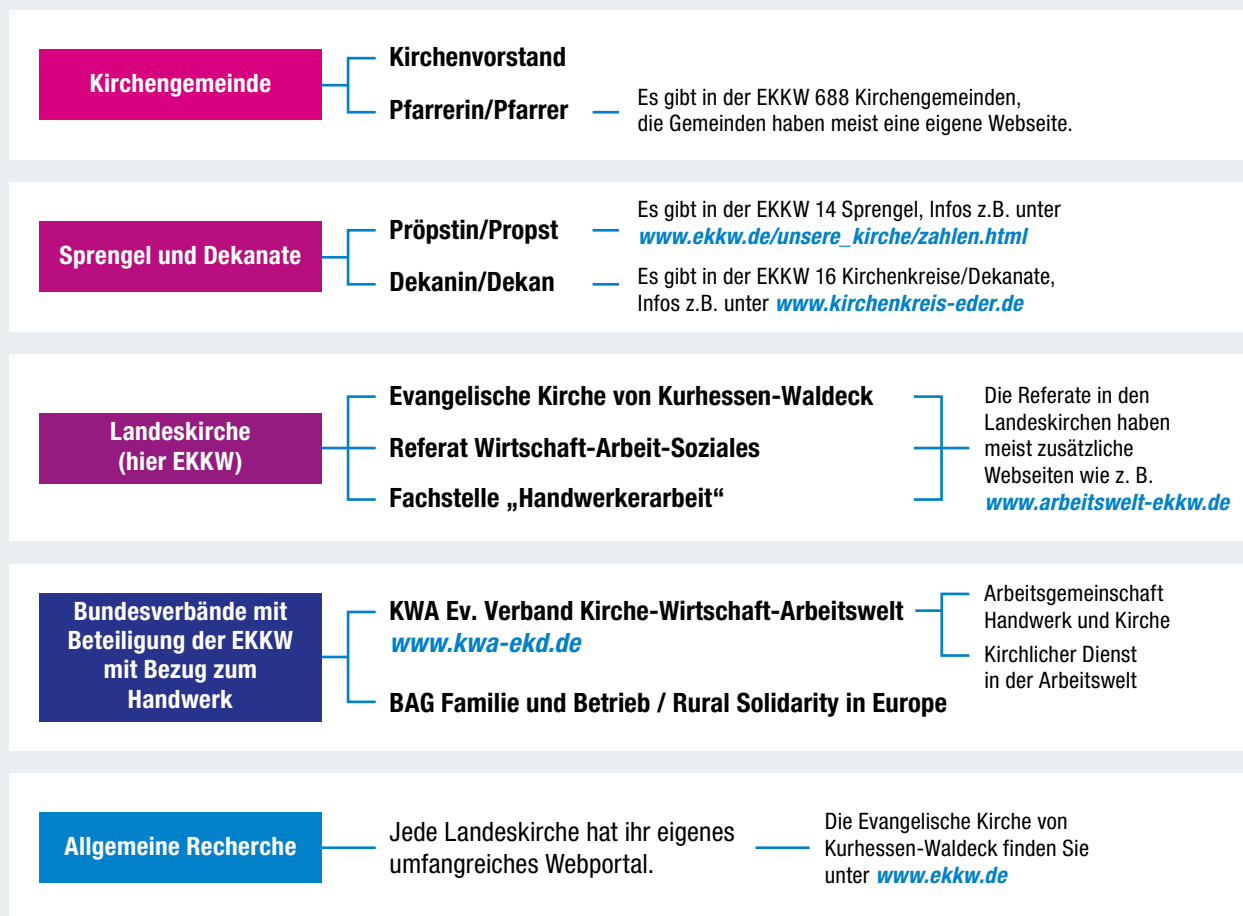 Kirchengemeinde
Kirchenvorstand
Pfarrerin/Pfarrer
Es gibt in der EKKW 688 Kirchengemeinden,
die Gemeinden haben meist eine eigene Webseite.
Sprengel und Dekanate
Pröpstin/Propst
Es gibt in der EKKW 14 Sprengel, Infos z.B. unter
www.ekkw.de/unsere_kirche/zahlen.html
Dekanin/Dekan
Es gibt in der EKKW 16 Kirchenkreise/Dekanate,
Infos z.B. unter www.kirchenkreis-eder.de
Landeskirche
(hier EKKW)
Evangelische Kirche von Kurhessen-Waldeck
Referat Wirtschaft-Arbeit-Soziales
Fachstelle „Handwerkerarbeit“
Die Referate in den
Landeskirchen haben
meist zusätzliche
Webseiten wie z. B.
www.arbeitswelt-ekkw.de
Bundesverbände mit
Beteiligung der EKKW
mit Bezug zum
Handwerk
KWA Ev. Verband Kirche-Wirtschaft-Arbeitswelt
www.kwa-ekd.de
Arbeitsgemeinschaft
Handwerk und Kirche
Kirchlicher Dienst
in der Arbeitswelt
BAG Familie und Betrieb / Rural Solidarity in Europe
Allgemeine Recherche
Jede Landeskirche hat ihr eigenes
umfangreiches Webportal.
Die Evangelische Kirche von
Kurhessen-Waldeck finden Sie
unter www.ekkw.de